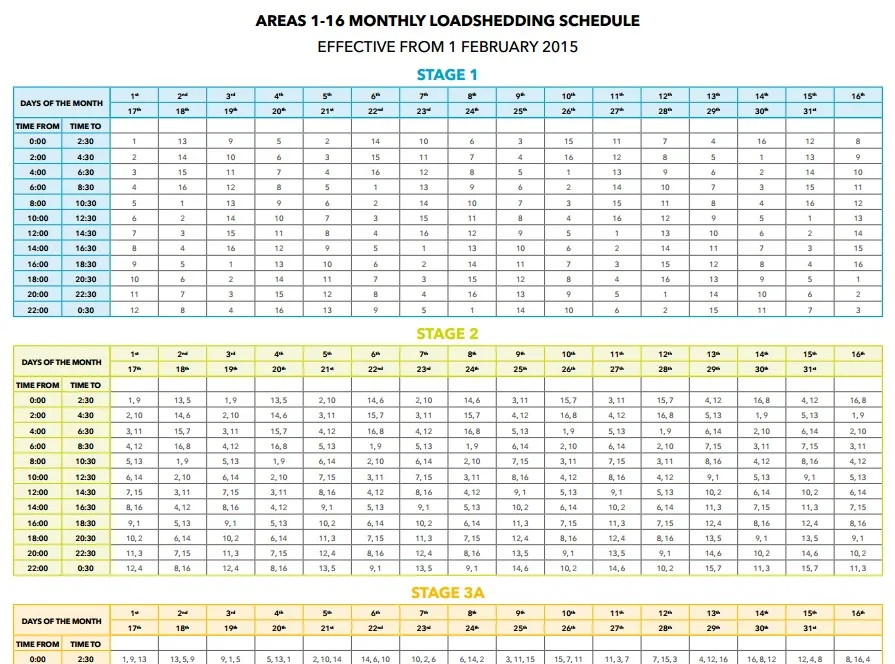 AREAS 1-16 MONTHLY LOADSHEDDING SCHEDULE
EFFECTIVE FROM 1 FEBRUARY 2015
STAGE 1
DAYS OF THE MONTH 1st 2nd 3rd 4th 5th 6th 7th 8th 9th 10th 11th 12th 13th 14th 15th 16th
17th 18th 19th 20th 21st 22nd 23rd 24th 25th 26th 27th 28th 29th 30th 31st
TIME FROM TIME TO
0:00 2:30 1 13 9 5 2 14 10 6 3 15 11 7 4 16 12 8
2:00 4:30 2 14 10 6 3 15 11 7 4 16 12 8 5 1 13 9
4:00 6:30 3 15 11 7 4 16 12 8 5 1 13 9 6 2 14 10
6:00 8:30 4 16 12 8 5 1 13 9 6 2 14 10 7 3 15 11
8:00 10:30 5 1 13 9 6 2 14 10 7 3 15 11 8 4 16 12
10:00 12:30 6 2 14 10 7 3 15 11 8 4 16 12 9 5 1 13
12:00 14:30 7 3 15 11 8 4 16 12 9 5 1 13 10 6 2 14
14:00 16:30 8 4 16 12 9 5 1 13 10 6 2 14 11 7 3 15
16:00 18:30 9 5 1 13 10 6 2 14 11 7 3 15 12 8 4 16
18:00 20:30 10 6 2 14 11 7 3 15 12 8 4 16 13 9 5 1
20:00 22:30 11 7 3 15 12 8 4 16 13 9 5 1 14 10 6 2
22:00 0:30 12 8 4 16 13 9 5 1 14 10 6 2 15 11 7 3
STAGE 2
DAYS OF THE MONTH 1st 2nd 3rd 4th 5th 6th 7th 8th 9th 10th 11th 12th 13th 14th 15th 16th
17th 18th 19th 20th 21st 22nd 23rd 24th 25th 26th 27th 28th 29th 30th 31st
TIME FROM TIME TO
0:00 2:30 1, 9 13, 5 1, 9 13, 5 2, 10 14, 6 2, 10 14, 6 3, 11 15, 7 3, 11 15, 7 4, 12 16, 8 4, 12 16, 8
2:00 4:30 2, 10 14, 6 2, 10 14, 6 3, 11 15, 7 3, 11 15, 7 4, 12 16, 8 4, 12 16, 8 5, 13 1, 9 5, 13 1, 9
4:00 6:30 3, 11 15, 7 3, 11 15, 7 4, 12 16, 8 4, 12 16, 8 5, 13 1, 9 5, 13 1, 9 6, 14 2, 10 6, 14 2, 10
6:00 8:30 4, 12 16, 8 4, 12 16, 8 5, 13 1, 9 5, 13 1, 9 6, 14 2, 10 6, 14 2, 10 7, 15 3, 11 7, 15 3, 11
8:00 10:30 5, 13 1, 9 5, 13 1, 9 6, 14 2, 10 6, 14 2, 10 7, 15 3, 11 7, 15 3, 11 8, 16 4, 12 8, 16 4, 12
10:00 12:30 6, 14 2, 10 6, 14 2, 10 7, 15 3, 11 7, 15 3, 11 8, 16 4, 12 8, 16 4, 12 9, 1 5, 13 9, 1 5, 13
12:00 14:30 7, 15 3, 11 7, 15 3, 11 8, 16 4, 12 8, 16 4, 12 9, 1 5, 13 9, 1 5, 13 10, 2 6, 14 10, 2 6, 14
14:00 16:30 8, 16 4, 12 8, 16 4, 12 9, 1 5, 13 9, 1 5, 13 10, 2 6, 14 10, 2 6, 14 11, 3 7, 15 11, 3 7, 15
16:00 18:30 9, 1 5, 13 9, 1 5, 13 10, 2 6, 14 10, 2 6, 14 11, 3 7, 15 11, 3 7, 15 12, 4 8, 16 12, 4 8, 16
18:00 20:30 10, 2 6, 14 10, 2 6, 14 11, 3 7, 15 11, 3 7, 15 12, 4 8, 16 12, 4 8, 16 13, 5 9, 1 13, 5 9, 1
20:00 22:30 11, 3 7, 15 11, 3 7, 15 12, 4 8, 16 12, 4 8, 16 13, 5 9, 1 13, 5 9, 1 14, 6 10, 2 14, 6 10, 2
22:00 0:30 12, 4 8, 16 12, 4 8, 16 13, 5 9, 1 13, 5 9, 1 14, 6 10, 2 14, 6 10, 2 15, 7 11, 3 15, 7 11, 3
STAGE 3A
DAYS OF THE MONTH 1st 2nd 3rd 4th 5th 6th 7th 8th 9th 10th 11th 12th 13th 14th 15th 16th
17th 18th 19th 20th 21st 22nd 23rd 24th 25th 26th 27th 28th 29th 30th 31st
TIME FROM TIME TO
0:00 2:30 1, 9, 13 13, 5, 9 9, 1, 5 5, 13, 1 2, 10, 14 14, 6, 10 10, 2, 6 6, 14, 2 3, 11, 15 15, 7, 11 11, 3, 7 7, 15, 3 4, 12, 16 16, 8, 12 12, 4, 8 8, 16, 4